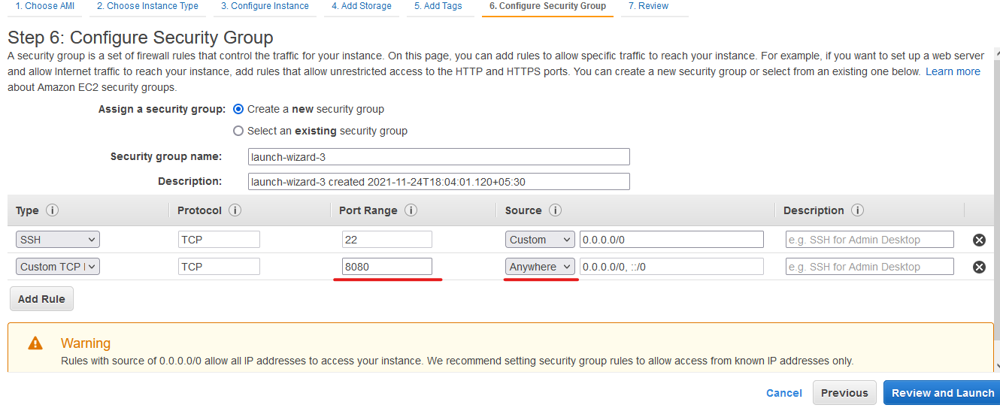 1. Choose AMI 2. Choose Instance Type 3. Configure Instance 4. Add Storage 5. Add Tags 6. Configure Security Group 7. Review
Step 6: Configure Security Group
A security group is a set of firewall rules that control the traffic for your instance. On this page, you can add rules to allow specific traffic to reach your instance. For example, if you want to set up a web server
and allow Internet traffic to reach your instance, add rules that allow unrestricted access to the HTTP and HTTPS ports. You can create a new security group or select from an existing one below. Learn more
about Amazon EC2 security groups.
Assign a security group: Create a new security group
Select an existing security group
Security group name: launch-wizard-3
Description: launch-wizard-3 created 2021-11-24T18:04:01.120+05:30
Type i Protocol i Port Range i Source i Description i
SSH TCP 22 Custom 0.0.0.0/0 e.g. SSH for Admin Desktop
Custom TCP TCP 8080 Anywhere 0.0.0.0/0, ::/0 e.g. SSH for Admin Desktop
Add Rule
Warning
Rules with source of 0.0.0.0/0 allow all IP addresses to access your instance. We recommend setting security group rules to allow access from known IP addresses only.
Cancel Previous Review and Launch